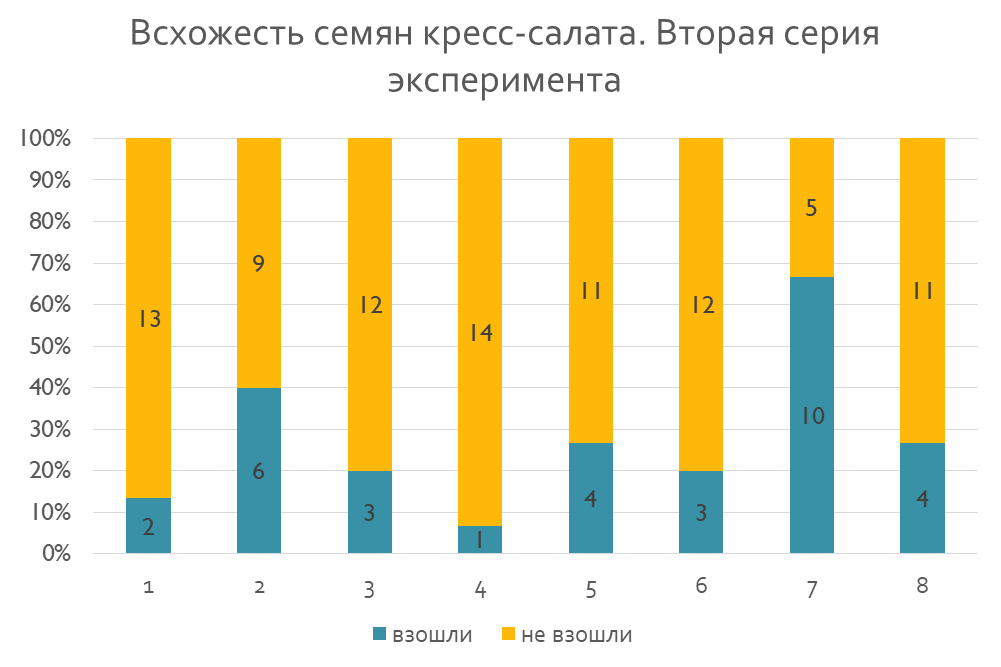 Всхожесть семян кресс-салата. Вторая серия
эксперимента
100%
90%
80%
70%
60%
50%
40%
30%
20%
10%
0%
13 9 12 14 11 12 5 11
2 6 3 1 4 3 10 4
1 2 3 4 5 6 7 8
взошли не взошли